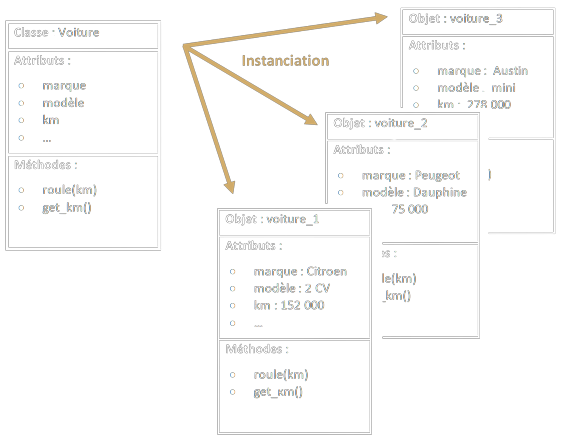 Classe : Voiture
Attributs :
○ marque
○ modèle
○ km
○ ...
Méthodes :
○ roule(km)
○ get_km()
Instanciation
Objet : voiture_3
Attributs :
○ marque : Austin
○ modèle . mini
○ km : 278 000
)
Objet : voiture_2
Attributs :
○ marque : Peugeot
○ modèle : Dauphine
75 000
es :
le(km)
_km()
Objet : voiture_1
Attributs :
○ marque : Citroen
○ modèle : 2 CV
○ km : 152 000
○ ...
Méthodes :
○ roule(km)
○ get_km()